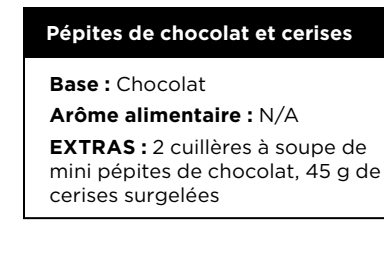 Pépites de chocolat et cerises
Base : Chocolat
Arôme alimentaire : N/A
EXTRAS : 2 cuillères à soupe de
mini pépites de chocolat, 45 g de
cerises surgelées